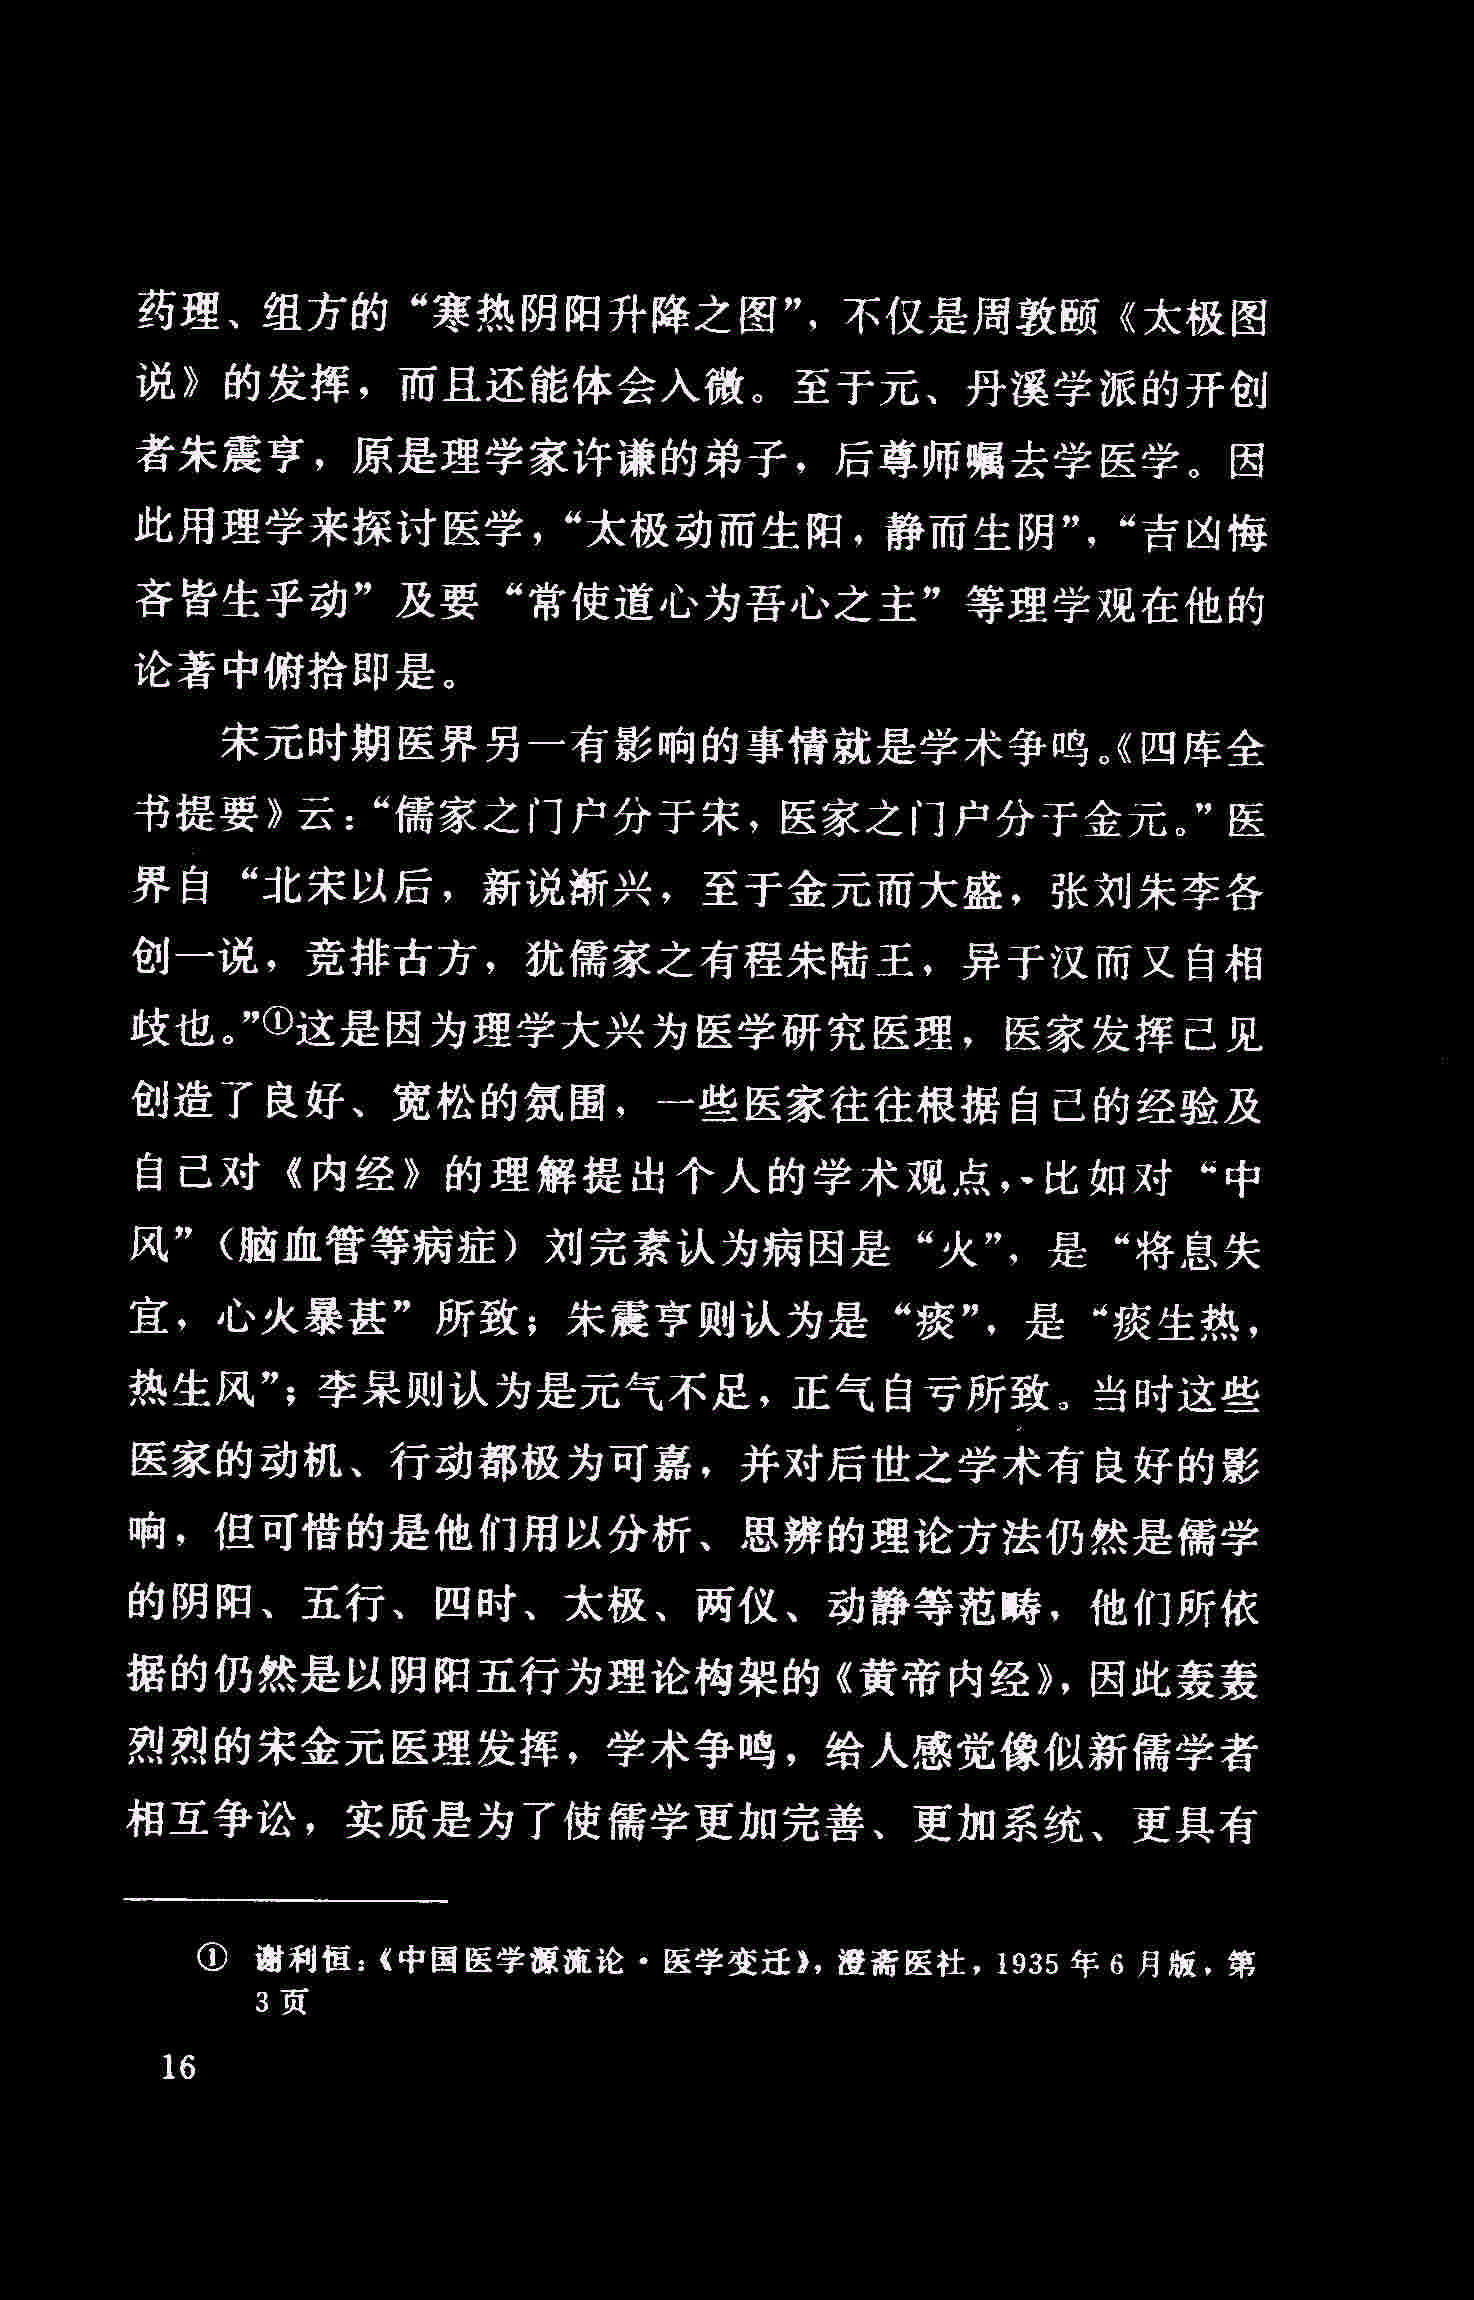 药理、组方的“寒热阴阳升降之图”，不仅是周敦颐《太极图
说》的发挥，而且还能体会入微。至于元、丹溪学派的开创
者朱震亨，原是理学家许谦的弟子，后尊师嘱去学医学。因
此用理学来探讨医学，“太极动而生阳，静而生阴”，“吉凶悔
吝皆生乎动”及要“常使道心为吾心之主”等理学观在他的
论著中俯拾即是。
宋元时期医界另一有影响的事情就是学术争鸣。《四库全
书提要》云：“儒家之门户分于宋，医家之门户分于金元。”医
界自“北宋以后，新说渐兴，至于金元而大盛，张刘朱李各
创一说，竞排古方，犹儒家之有程朱陆王，异于汉而又自相
歧也。”①这是因为理学大兴为医学研究医理，医家发挥己见
创造了良好、宽松的氛围，一些医家往往根据自己的经验及
自己对《内经》的理解提出个人的学术观点，比如对“中
风”（脑血管等病症）刘完素认为病因是“火”，是“将息失
宜，心火暴甚”所致；朱震亨则认为是“痰”，是“痰生热，
热生风”；李杲则认为是元气不足，正气自亏所致。当时这些
医家的动机、行动都极为可嘉，并对后世之学术有良好的影
响，但可惜的是他们用以分析、思辨的理论方法仍然是儒学
的阴阳、五行、四时、太极、两仪、动静等范畴，他们所依
据的仍然是以阴阳五行为理论构架的《黄帝内经》，因此轰轰
烈烈的宋金元医理发挥，学术争鸣，给人感觉像似新儒学者
相互争讼，实质是为了使儒学更加完善、更加系统、更具有
① 谢利恒：《中国医学源流论·医学变迁》，澄斋医社，1935年6月版，第
3页
16